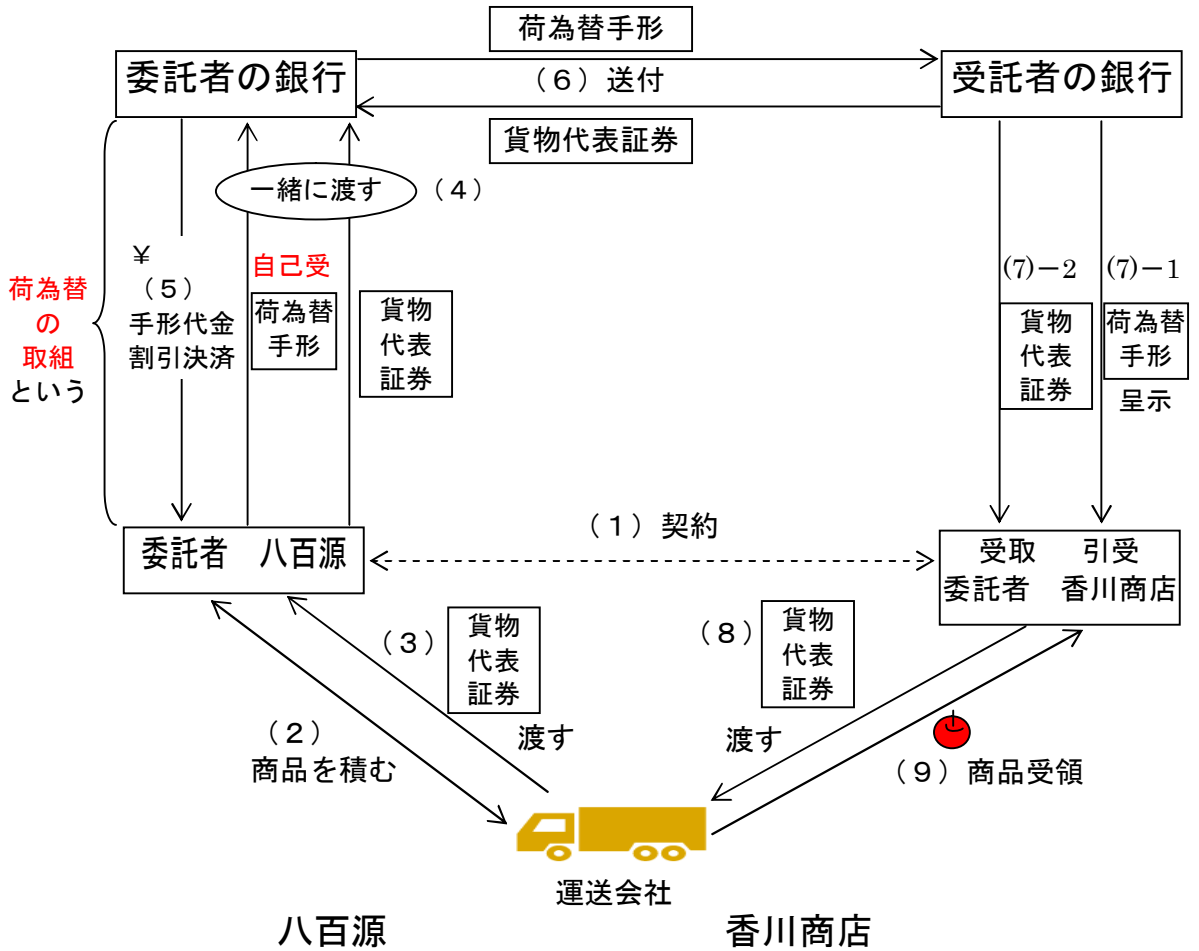 荷為替手形
委託者の銀行
(6)送付
受託者の銀行
貨物代表証券
一緒に渡す
(4)
¥
(5)
手形代金
割引決済
自己受
荷為替
手形
貨物
代表
証券
荷為替
の
取組
という
(7)−2
貨物
代表
証券
(7)−1
荷為替
手形
呈示
(1)契約
委託者 八百源
受取 引受
委託者 香川商店
(3)
貨物
代表
証券
渡す
(8)
貨物
代表
証券
渡す
(2)
商品を積む
(9)商品受領
運送会社
八百源
香川商店